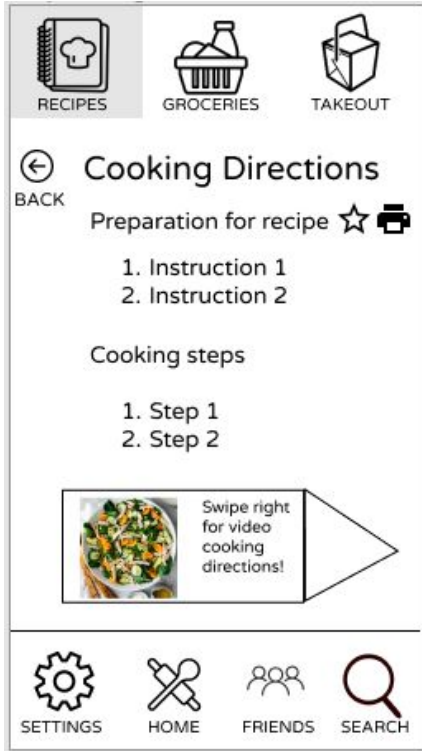 RECIPES
GROCERIES
TAKEOUT
BACK
Cooking Directions
Preparation for recipe
1. Instruction 1
2. Instruction 2
Cooking steps
1. Step 1
2. Step 2
Swipe right
for video
cooking
directions!
SETTINGS
HOME
FRIENDS
SEARCH